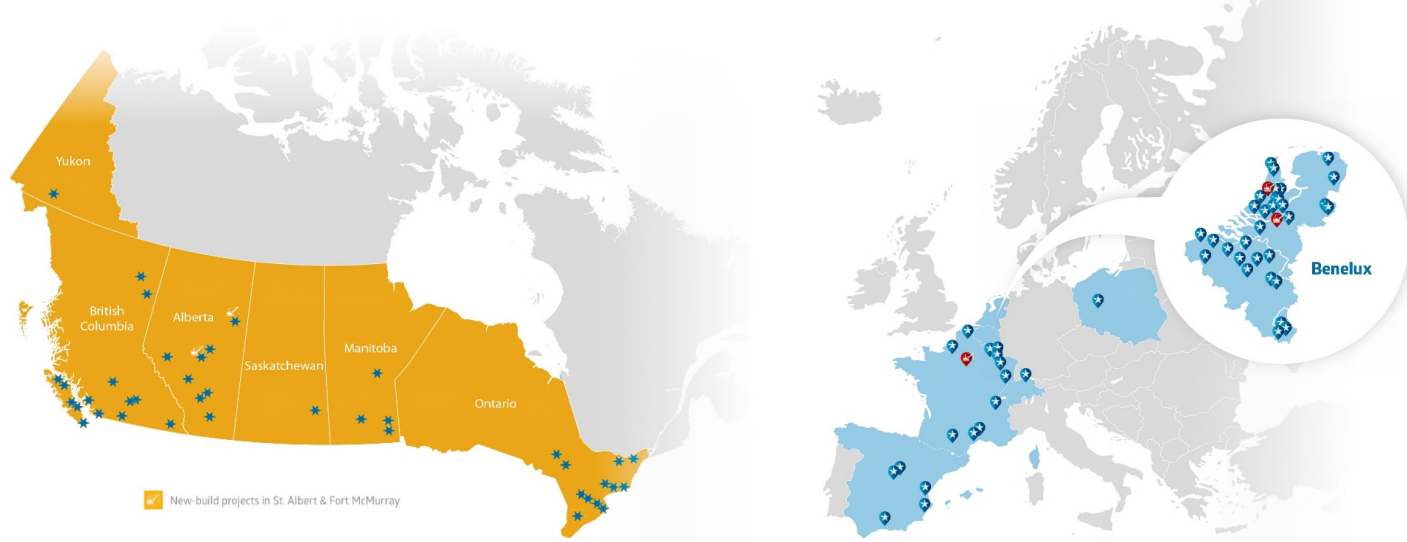 Yukon
British
Columbia
Alberta
Saskatchewan
Manitoba
Ontario
New-build projects in St. Albert & Fort McMurray
Benelux